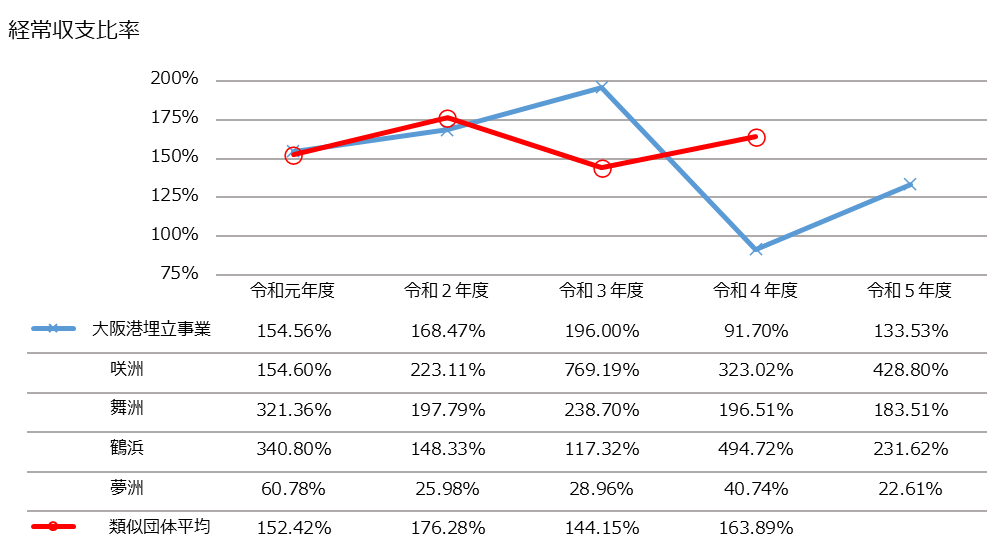 経常収支比率
200%
175%
150%
125%
100%
75%
令和元年度 令和２年度 令和３年度 令和４年度 令和５年度
大阪港埋立事業 154.56% 168.47% 196.00% 91.70% 133.53%
咲洲 154.60% 223.11% 769.19% 323.02% 428.80%
舞洲 321.36% 197.79% 238.70% 196.51% 183.51%
鶴浜 340.80% 148.33% 117.32% 494.72% 231.62%
夢洲 60.78% 25.98% 28.96% 40.74% 22.61%
類似団体平均 152.42% 176.28% 144.15% 163.89%